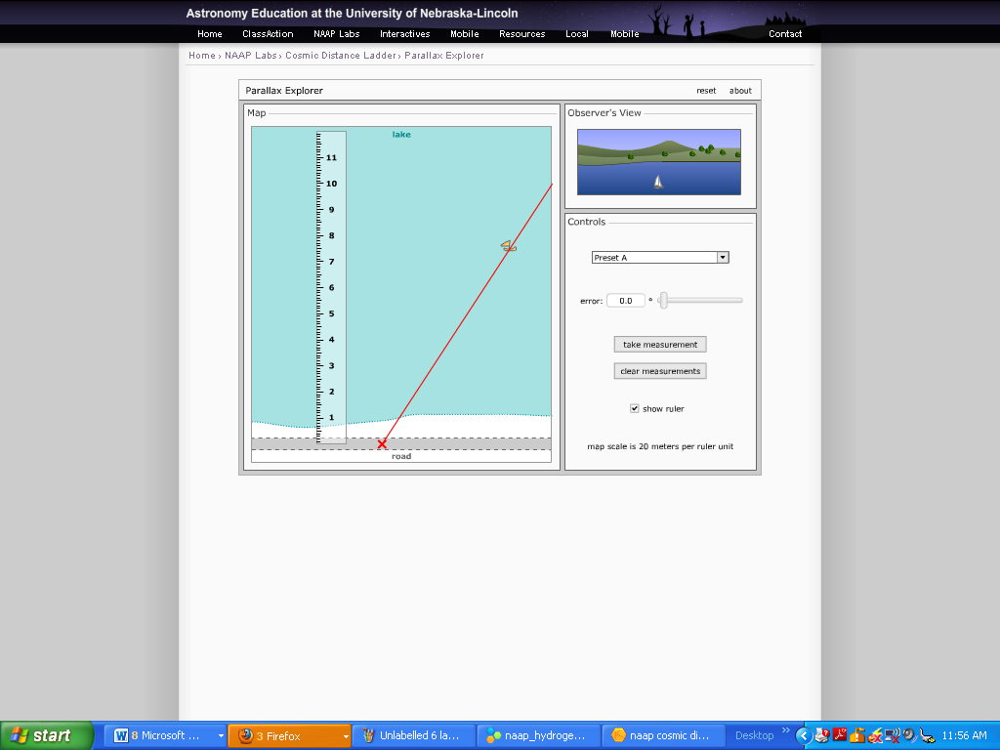 Astronomy Education at the University of Nebraska-Lincoln
Home ClassAction NAAP Labs Interactives Mobile Resources Local Mobile Contact
Home › NAAP Labs › Cosmic Distance Ladder › Parallax Explorer
Parallax Explorer reset about
Map
lake
11
10
9
8
7
6
5
4
3
2
1
road
Observer's View
Controls
Preset A
error: 0.0 °
take measurement
clear measurements
show ruler
map scale is 20 meters per ruler unit
start 8 Microsoft ... 3 Firefox Unlabelled 6 la... naap_hydroge... naap cosmic di... Desktop » 11:56 AM